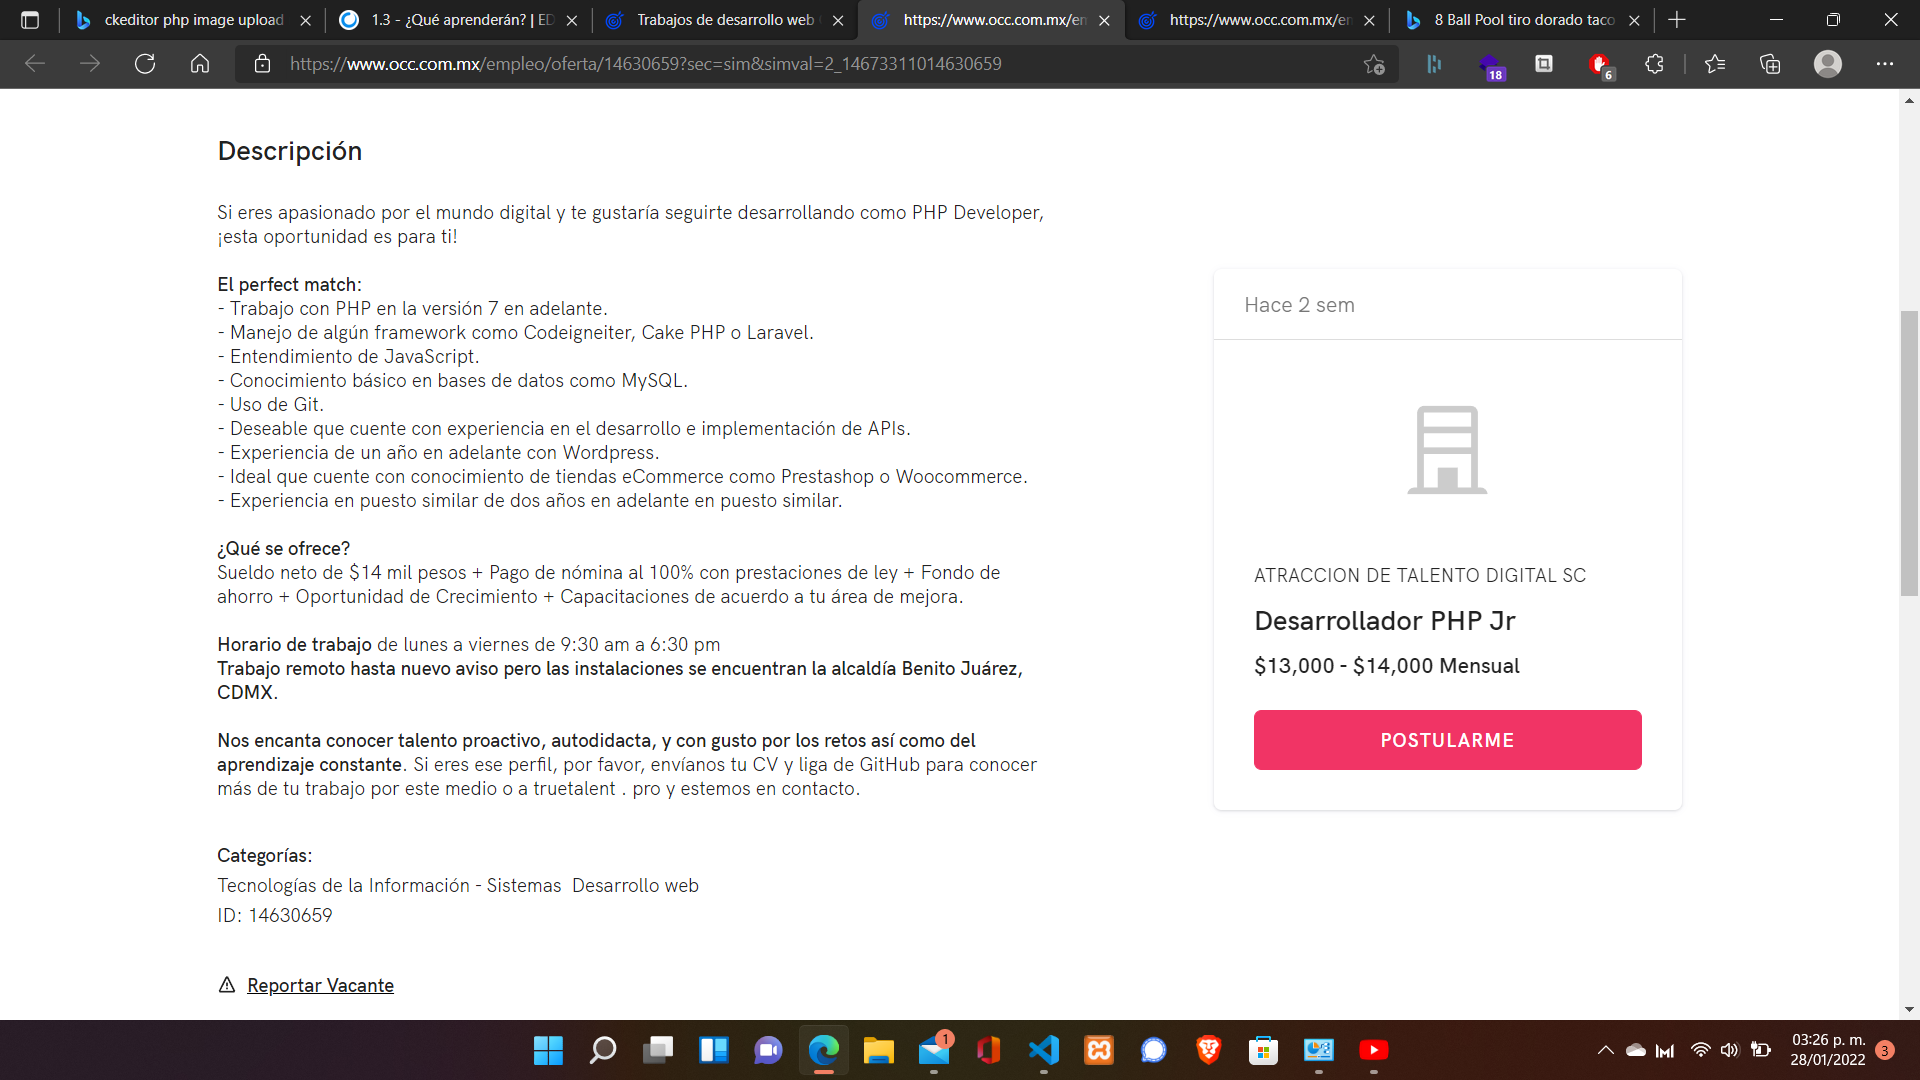 ckeditor php image upload
1.3 - ¿Qué aprenderán? | ED
Trabajos de desarrollo web
https://www.occ.com.mx/em
https://www.occ.com.mx/em
8 Ball Pool tiro dorado taco
https://www.occ.com.mx/empleo/oferta/14630659?sec=sim&simval=2_14673311014630659
18
6
Descripción
Si eres apasionado por el mundo digital y te gustaría seguirte desarrollando como PHP Developer,
¡esta oportunidad es para ti!
El perfect match:
- Trabajo con PHP en la versión 7 en adelante.
- Manejo de algún framework como Codeigneiter, Cake PHP o Laravel.
- Entendimiento de JavaScript.
- Conocimiento básico en bases de datos como MySQL.
- Uso de Git.
- Deseable que cuente con experiencia en el desarrollo e implementación de APIs.
- Experiencia de un año en adelante con Wordpress.
- Ideal que cuente con conocimiento de tiendas eCommerce como Prestashop o Woocommerce.
- Experiencia en puesto similar de dos años en adelante en puesto similar.
¿Qué se ofrece?
Sueldo neto de $14 mil pesos + Pago de nómina al 100% con prestaciones de ley + Fondo de
ahorro + Oportunidad de Crecimiento + Capacitaciones de acuerdo a tu área de mejora.
Horario de trabajo de lunes a viernes de 9:30 am a 6:30 pm
Trabajo remoto hasta nuevo aviso pero las instalaciones se encuentran la alcaldía Benito Juárez,
CDMX.
Nos encanta conocer talento proactivo, autodidacta, y con gusto por los retos así como del
aprendizaje constante. Si eres ese perfil, por favor, envíanos tu CV y liga de GitHub para conocer
más de tu trabajo por este medio o a truetalent . pro y estemos en contacto.
Categorías:
Tecnologías de la Información - Sistemas  Desarrollo web
ID: 14630659
Reportar Vacante
Hace 2 sem
ATRACCION DE TALENTO DIGITAL SC
Desarrollador PHP Jr
$13,000 - $14,000 Mensual
POSTULARME
1
03:26 p. m.
28/01/2022
3